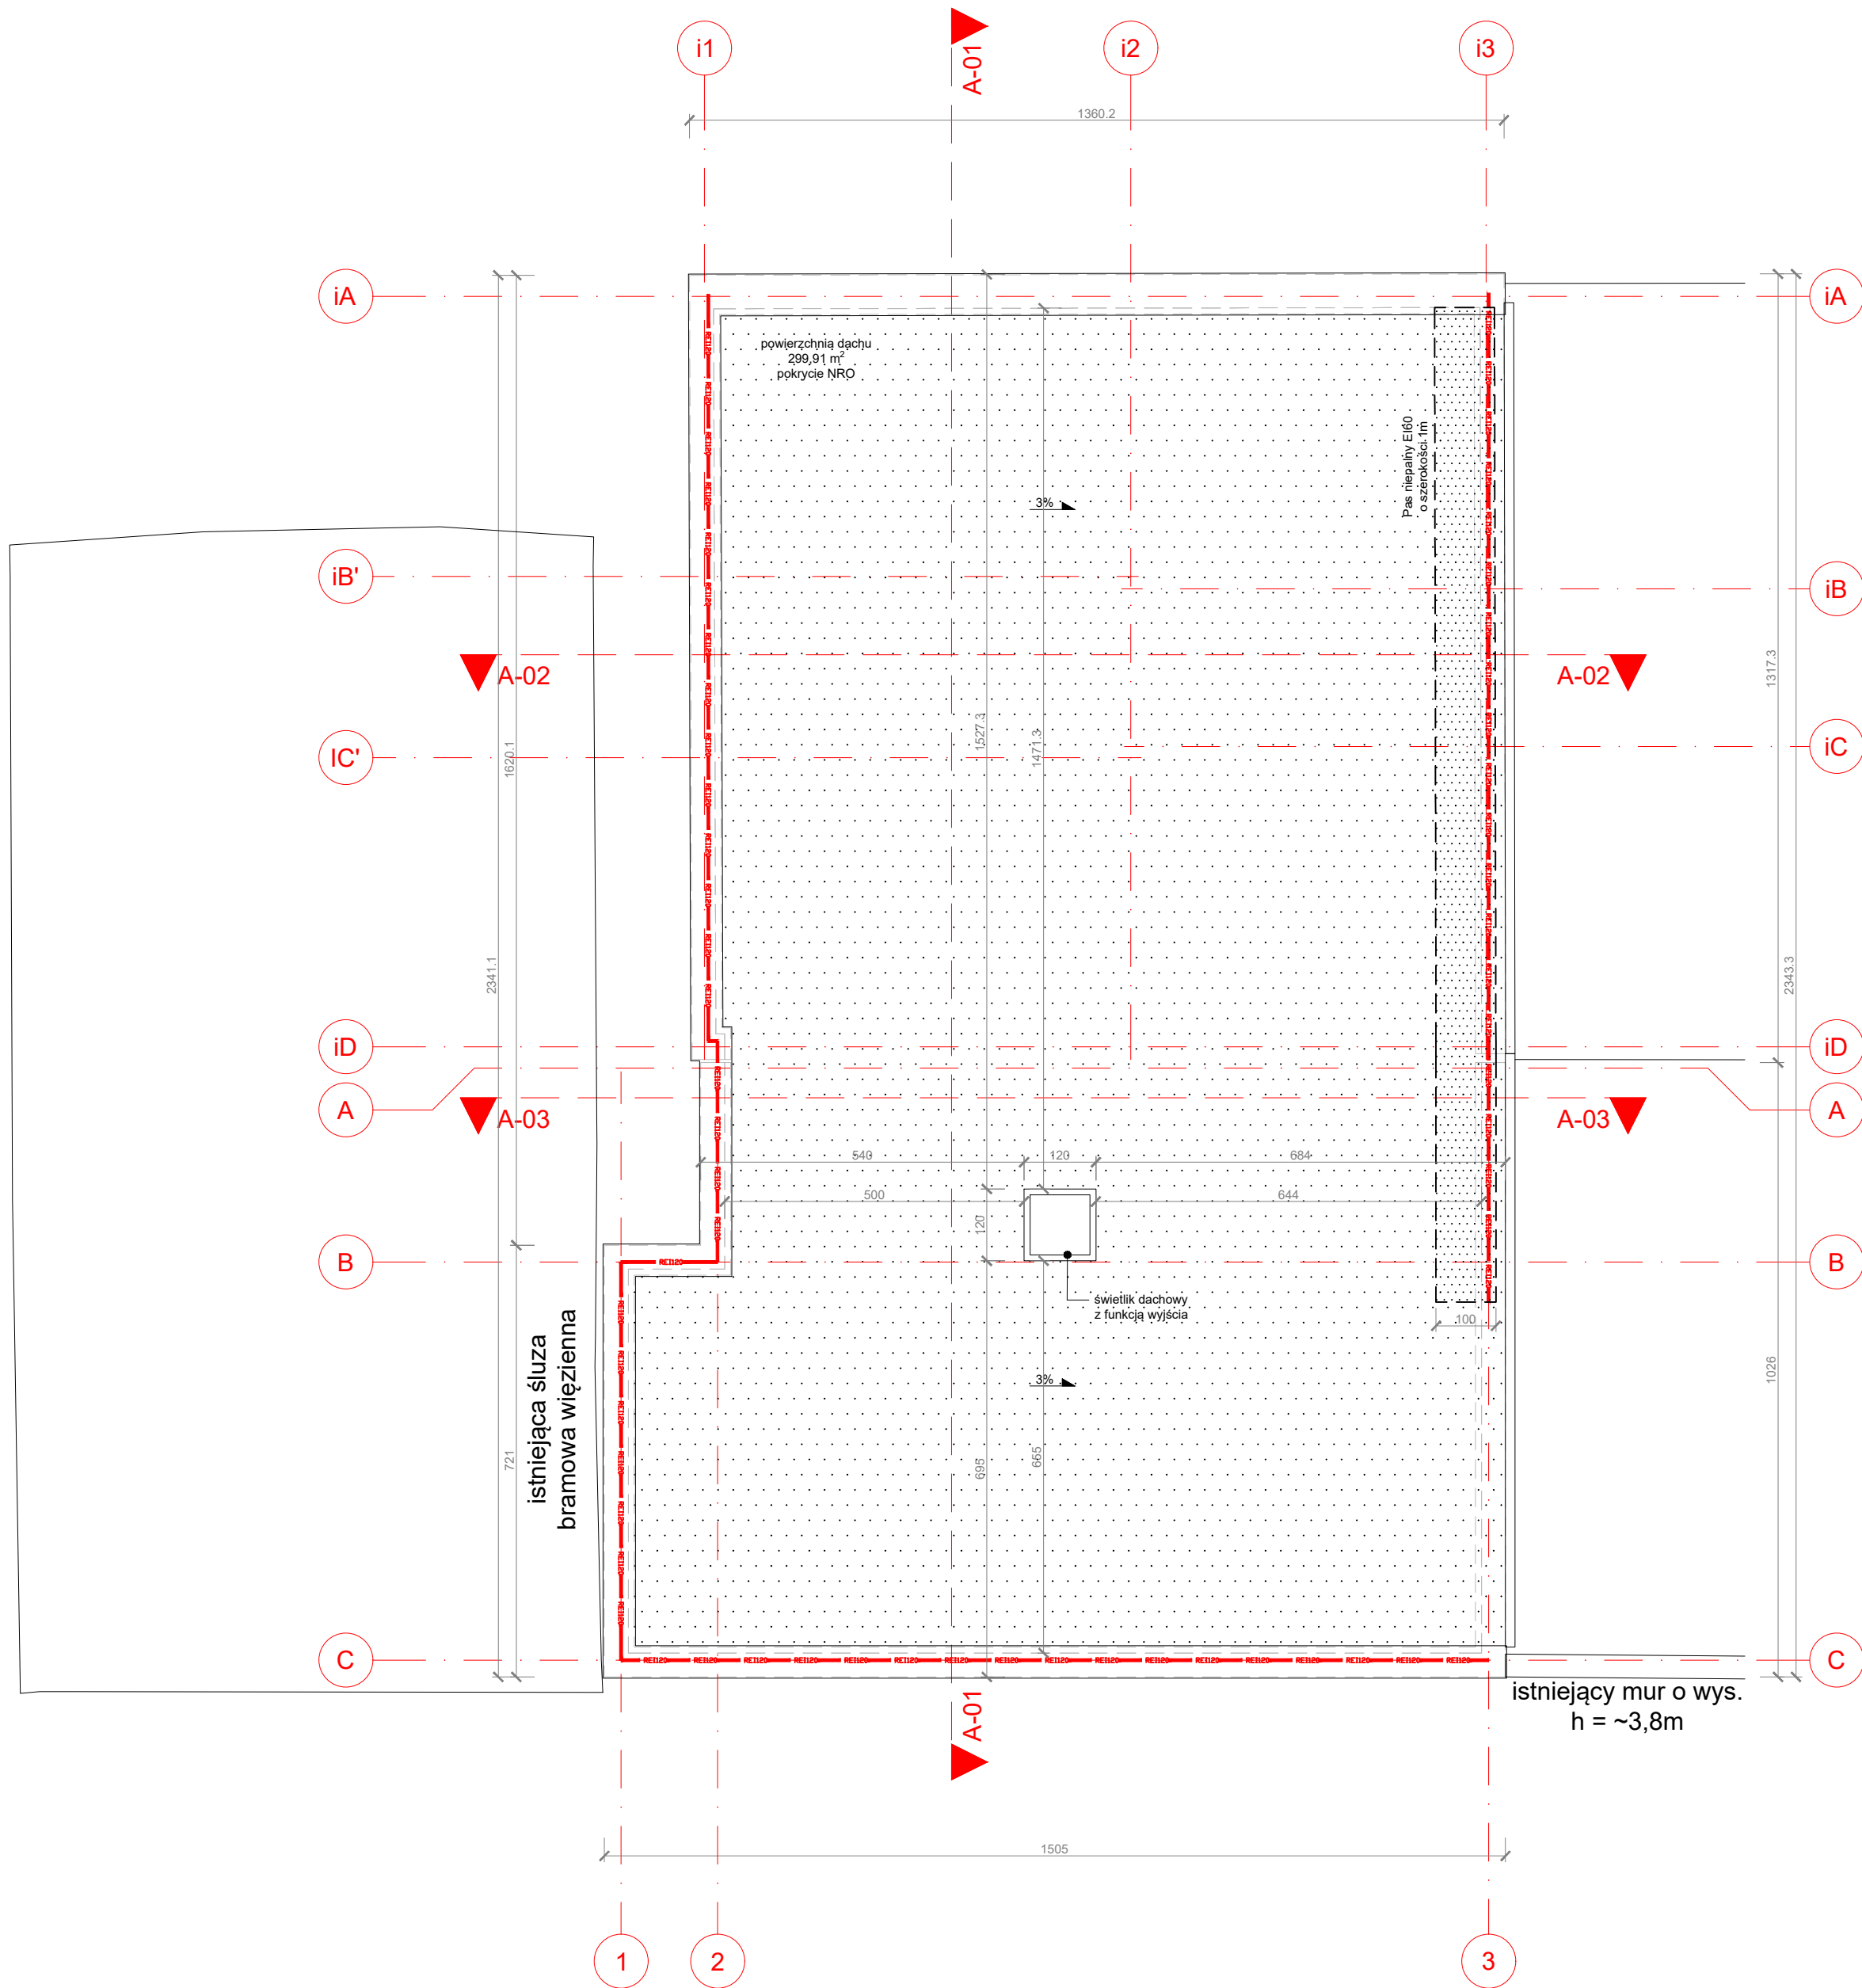 i1
A-01
i2
i3
1360.2
iA
iA
powierzchnia dachu
299,91 m²
pokrycie NRO
Pas niepalny EI60
o szerokości 1m
3%
iB'
iB
A-02
A-02
1317.3
1527.3
1471.3
1620.1
IC'
iC
2341.1
2343.3
iD
iD
A
A
A-03
A-03
540
120
684
500
644
120
B
B
świetlik dachowy
z funkcją wyjścia
100
1026
3%
istniejąca śluza
bramowa więzienna
721
695
665
REI120
C
C
istniejący mur o wys.
h = ~3,8m
A-01
1505
1
2
3